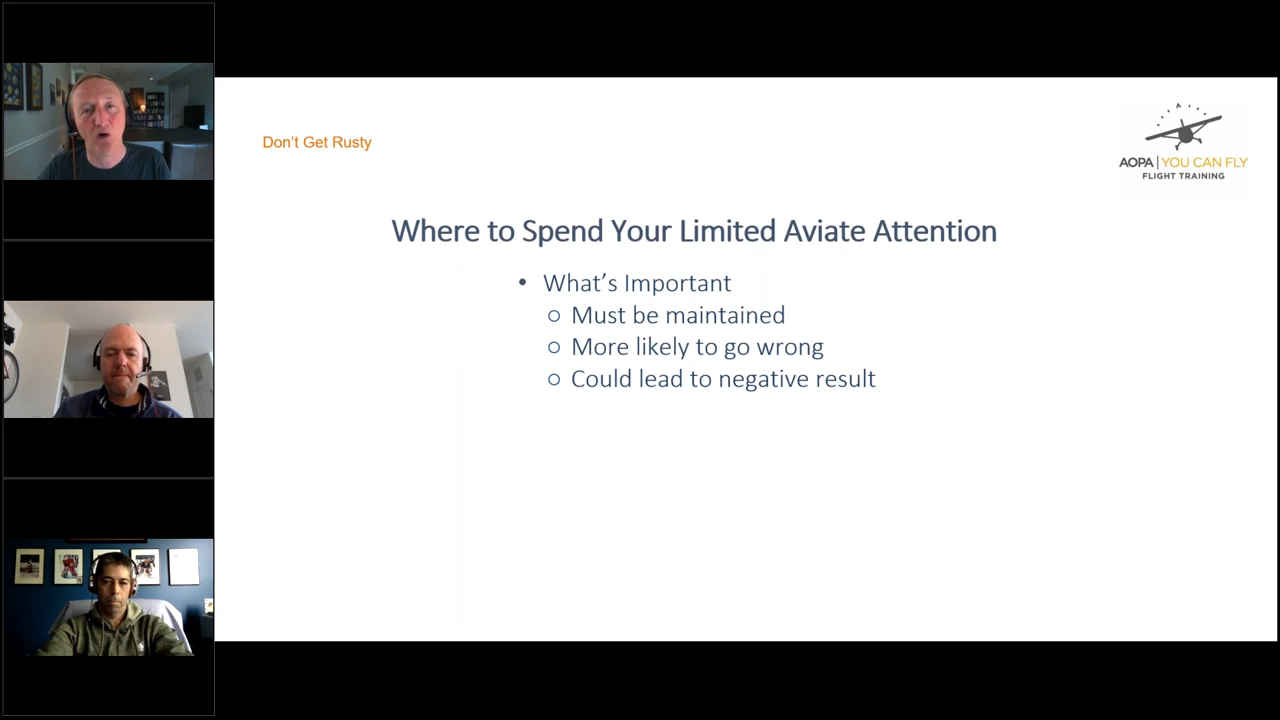 Don't Get Rusty
AOPA | YOU CAN FLY
FLIGHT TRAINING
Where to Spend Your Limited Aviate Attention
• What's Important
○ Must be maintained
○ More likely to go wrong
○ Could lead to negative result